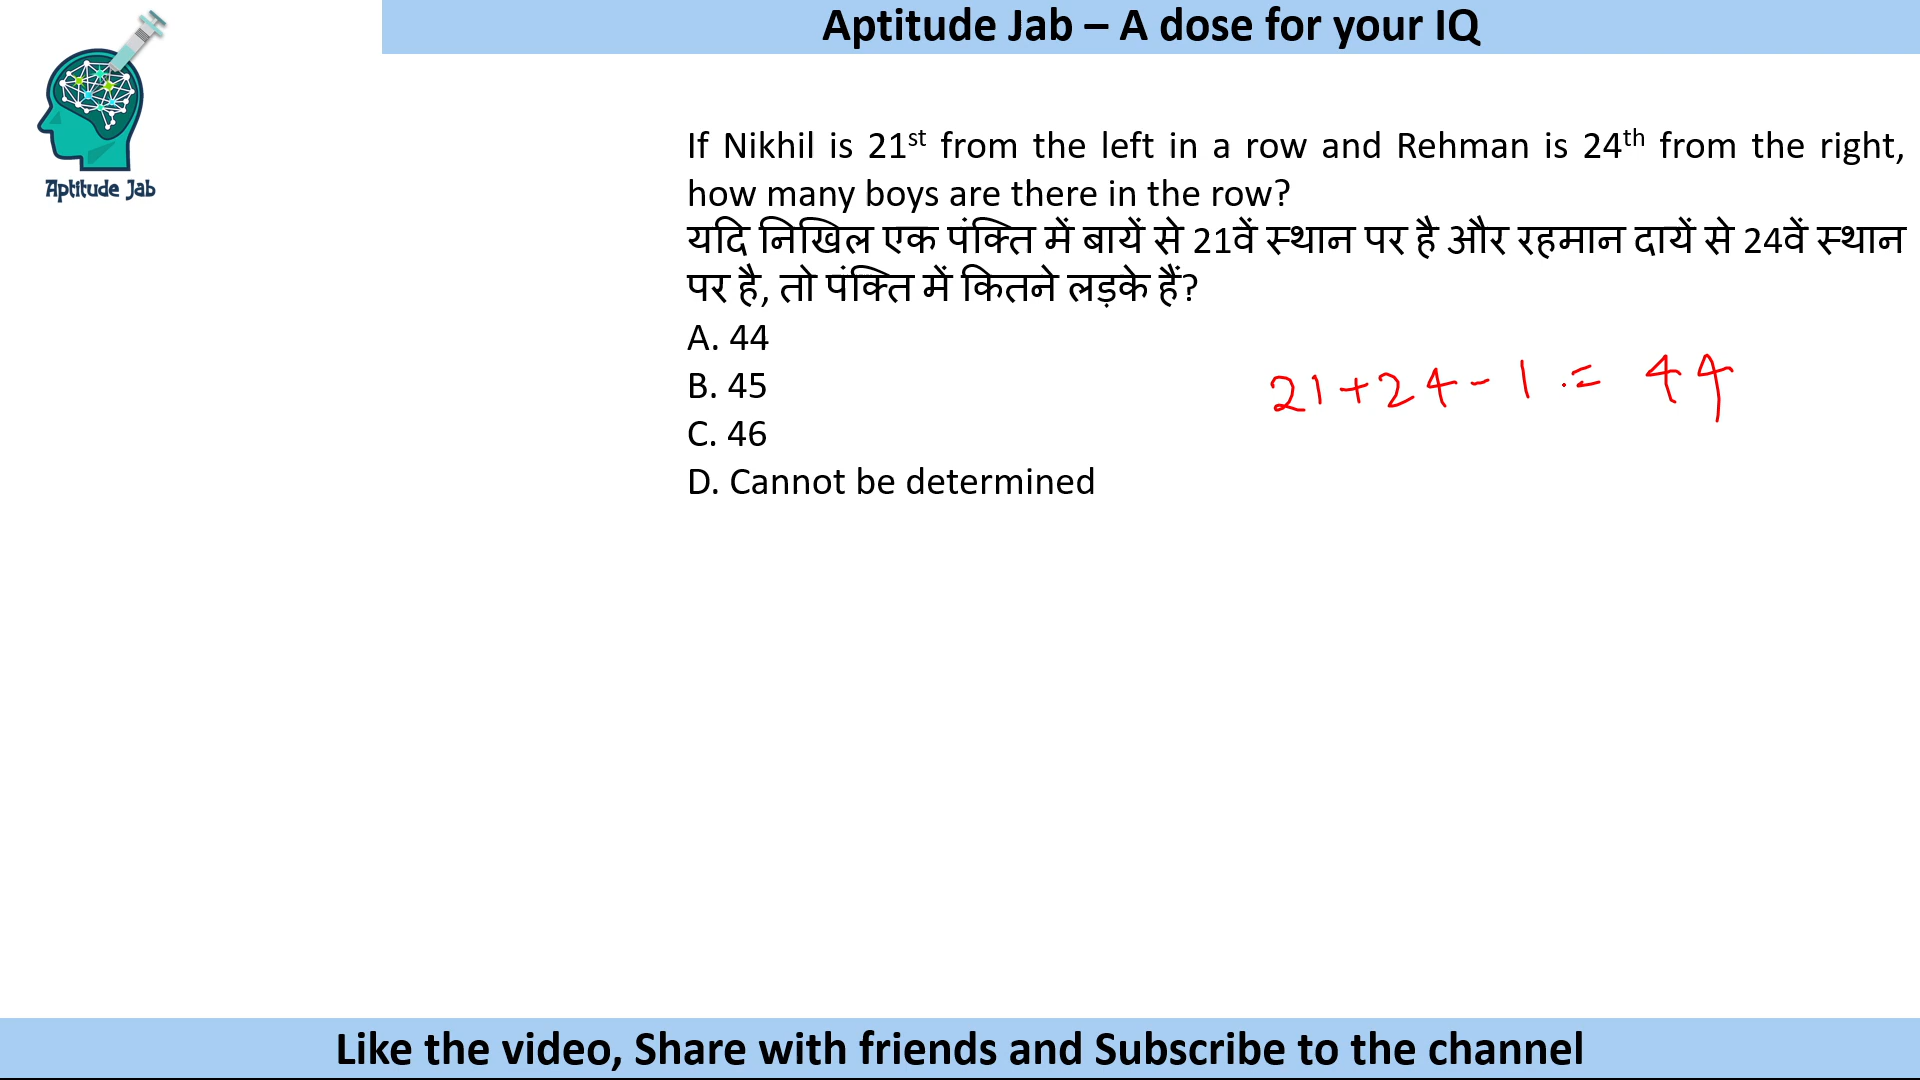 Aptitude Jab – A dose for your IQ
Aptitude Jab
If Nikhil is 21st from the left in a row and Rehman is 24th from the right,
how many boys are there in the row?
यदि निखिल एक पंक्ति में बायें से 21वें स्थान पर है और रहमान दायें से 24वें स्थान
पर है, तो पंक्ति में कितने लड़के हैं?
A. 44
B. 45
C. 46
D. Cannot be determined
21+24-1 = 44
Like the video, Share with friends and Subscribe to the channel